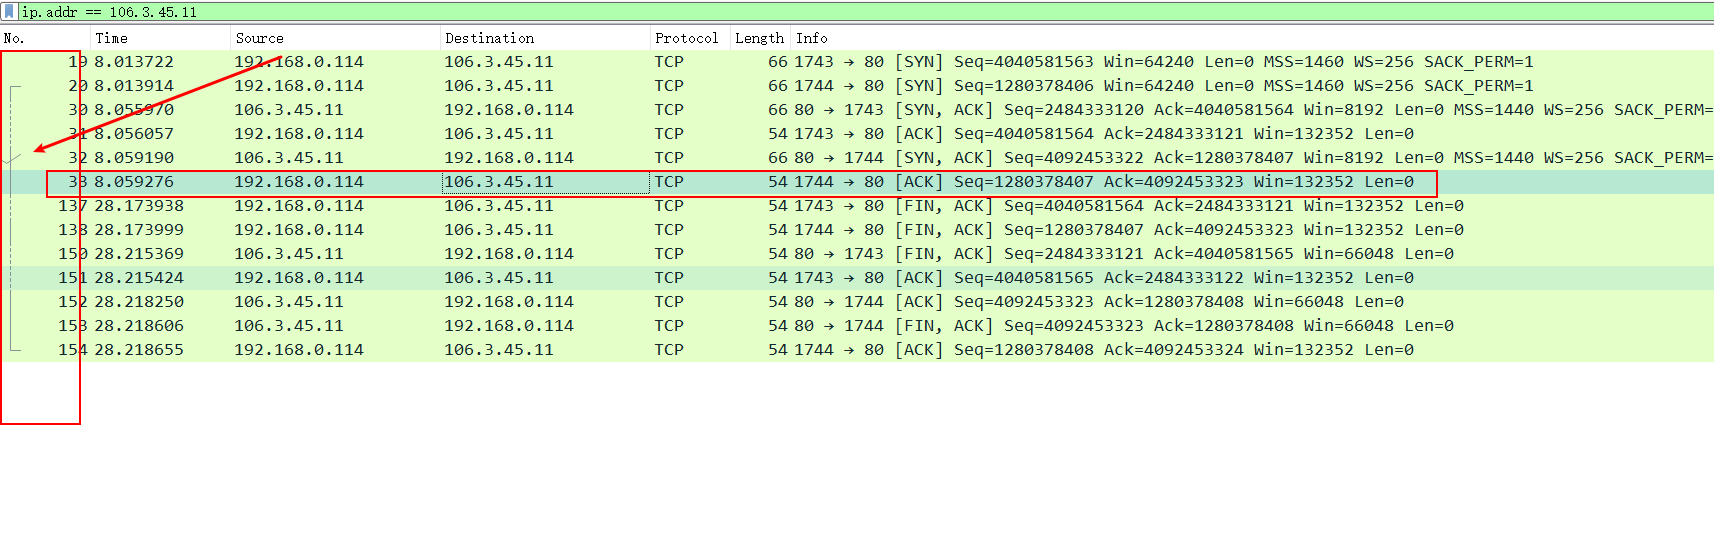 ip.addr == 106.3.45.11
No. Time Source Destination Protocol Length Info
19 8.013722 192.168.0.114 106.3.45.11 TCP 66 1743 → 80 [SYN] Seq=4040581563 Win=64240 Len=0 MSS=1460 WS=256 SACK_PERM=1
20 8.013914 192.168.0.114 106.3.45.11 TCP 66 1744 → 80 [SYN] Seq=1280378406 Win=64240 Len=0 MSS=1460 WS=256 SACK_PERM=1
30 8.055970 106.3.45.11 192.168.0.114 TCP 66 80 → 1743 [SYN, ACK] Seq=2484333120 Ack=4040581564 Win=8192 Len=0 MSS=1440 WS=256 SACK_PERM=
31 8.056057 192.168.0.114 106.3.45.11 TCP 54 1743 → 80 [ACK] Seq=4040581564 Ack=2484333121 Win=132352 Len=0
32 8.059190 106.3.45.11 192.168.0.114 TCP 66 80 → 1744 [SYN, ACK] Seq=4092453322 Ack=1280378407 Win=8192 Len=0 MSS=1440 WS=256 SACK_PERM=
33 8.059276 192.168.0.114 106.3.45.11 TCP 54 1744 → 80 [ACK] Seq=1280378407 Ack=4092453323 Win=132352 Len=0
137 28.173938 192.168.0.114 106.3.45.11 TCP 54 1743 → 80 [FIN, ACK] Seq=4040581564 Ack=2484333121 Win=132352 Len=0
138 28.173999 192.168.0.114 106.3.45.11 TCP 54 1744 → 80 [FIN, ACK] Seq=1280378407 Ack=4092453323 Win=132352 Len=0
150 28.215369 106.3.45.11 192.168.0.114 TCP 54 80 → 1743 [FIN, ACK] Seq=2484333121 Ack=4040581565 Win=66048 Len=0
151 28.215424 192.168.0.114 106.3.45.11 TCP 54 1743 → 80 [ACK] Seq=4040581565 Ack=2484333122 Win=132352 Len=0
152 28.218250 106.3.45.11 192.168.0.114 TCP 54 80 → 1744 [ACK] Seq=4092453323 Ack=1280378408 Win=66048 Len=0
153 28.218606 106.3.45.11 192.168.0.114 TCP 54 80 → 1744 [FIN, ACK] Seq=4092453323 Ack=1280378408 Win=66048 Len=0
154 28.218655 192.168.0.114 106.3.45.11 TCP 54 1744 → 80 [ACK] Seq=1280378408 Ack=4092453324 Win=132352 Len=0